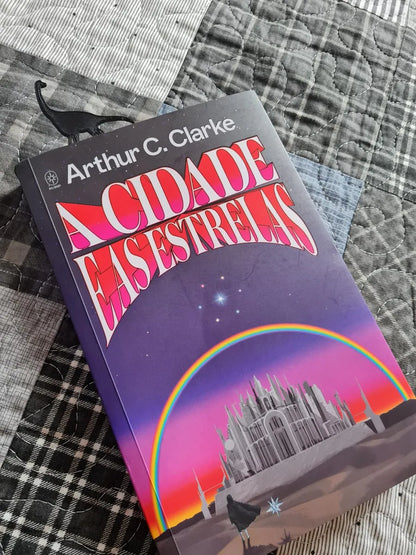 Arthur C. Clarke
A CIDADE
E AS ESTRELAS